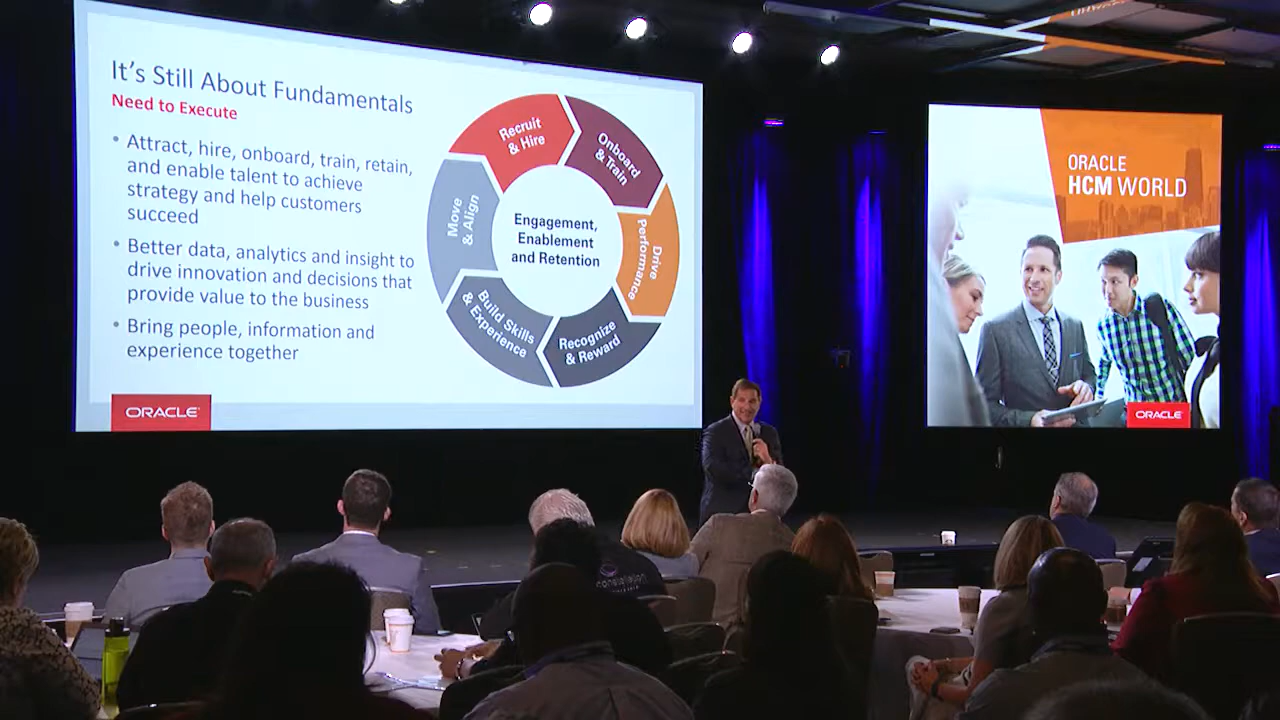 It's Still About Fundamentals
Need to Execute
• Attract, hire, onboard, train, retain,
and enable talent to achieve
strategy and help customers
succeed
• Better data, analytics and insight to
drive innovation and decisions that
provide value to the business
• Bring people, information and
experience together
ORACLE
Recruit
& Hire
Onboard
& Train
Drive
Performance
Recognize
& Reward
Build Skills
& Experience
Move
& Align
Engagement,
Enablement
and Retention
ORACLE
HCM WORLD
ORACLE
constellation